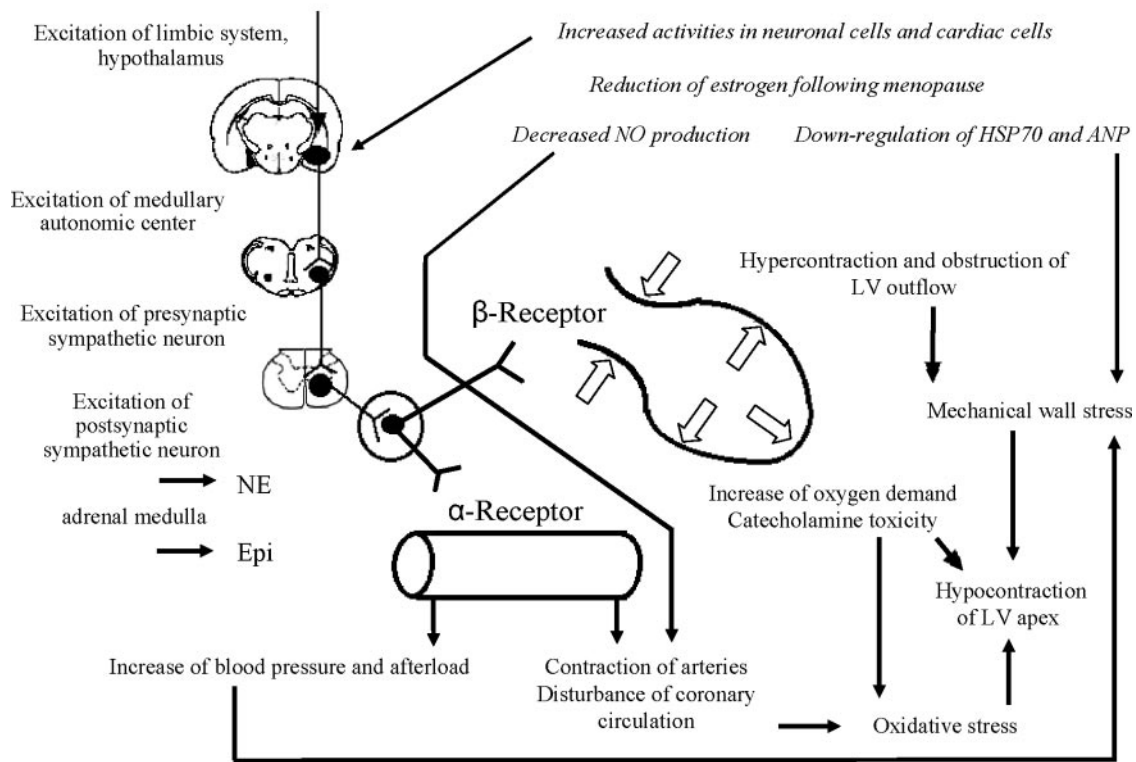 Excitation of limbic system,
hypothalamus
Increased activities in neuronal cells and cardiac cells
Reduction of estrogen following menopause
Decreased NO production
Down-regulation of HSP70 and ANP
Excitation of medullary
autonomic center
Hypercontraction and obstruction of
LV outflow
Excitation of presynaptic
sympathetic neuron
β-Receptor
Excitation of
postsynaptic
sympathetic neuron
NE
adrenal medulla
Epi
α-Receptor
Mechanical wall stress
Increase of oxygen demand
Catecholamine toxicity
Hypocontraction
of LV apex
Increase of blood pressure and afterload
Contraction of arteries
Disturbance of coronary
circulation
Oxidative stress